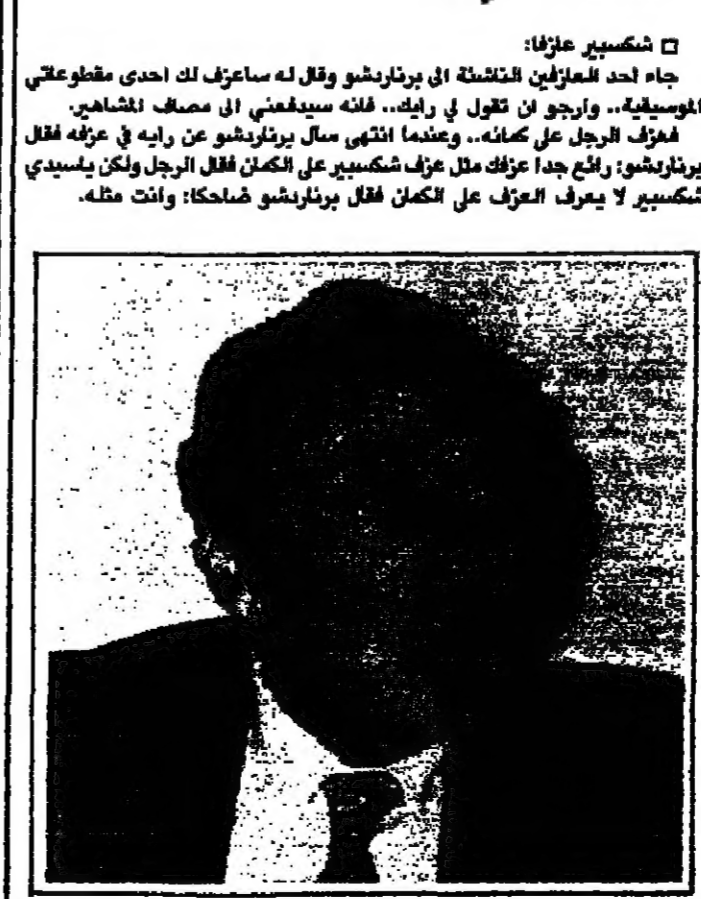 □ شكسبير عازفا:
جاء احد العازفين الناشئة الى برناردشو وقال له ساعزف لك احدى مقطوعاتي
الموسيقية.. وارجو ان تقول لي رايك.. فانه سيدفعني الى مصاف المشاهير.
فعزف الرجل على كمانه.. وعندما انتهى سال برناردشو عن رايه في عزفه فقال
برناردشو: رائع جدا عزفك مثل عزف شكسبير على الكمان فقال الرجل ولكن ياسيدي
شكسبير لا يعرف العزف على الكمان فقال برناردشو ضاحكا: وانت مثله.